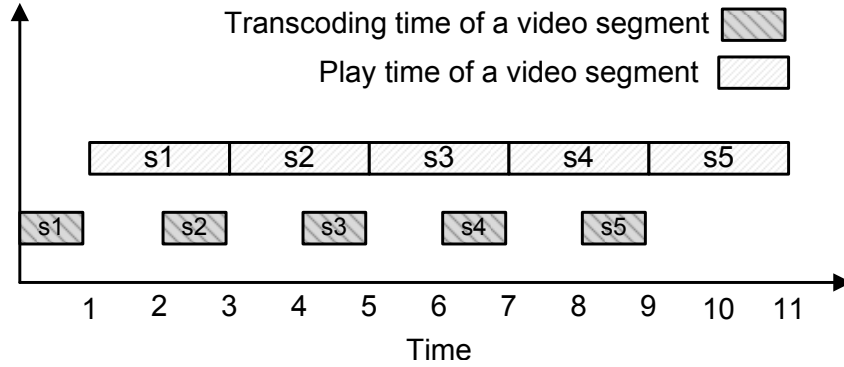 Transcoding time of a video segment
Play time of a video segment
s1 s2 s3 s4 s5
s1 s2 s3 s4 s5
1 2 3 4 5 6 7 8 9 10 11
Time